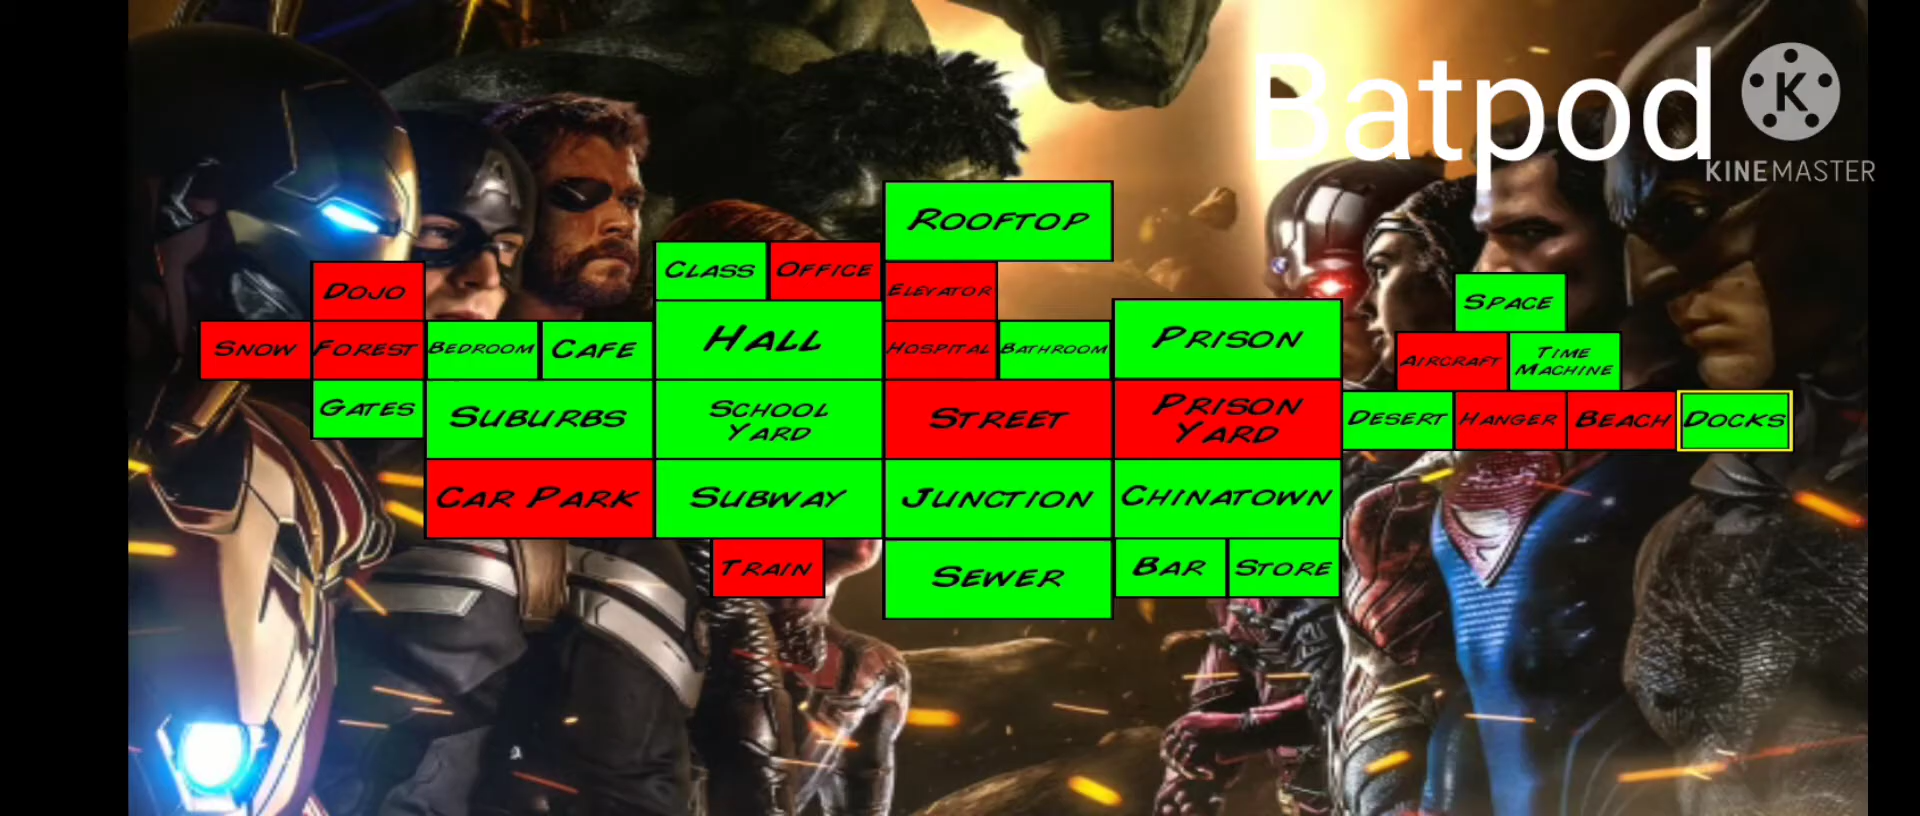 Batpod
K
KINEMASTER
ROOFTOP
CLASS
OFFICE
ELEVATOR
DOJO
SPACE
SNOW
FOREST
BEDROOM
CAFE
HALL
HOSPITAL
BATHROOM
PRISON
AIRCRAFT
TIME
MACHINE
GATES
SUBURBS
SCHOOL
YARD
STREET
PRISON
YARD
DESERT
HANGER
BEACH
DOCKS
CAR PARK
SUBWAY
JUNCTION
CHINATOWN
TRAIN
SEWER
BAR
STORE